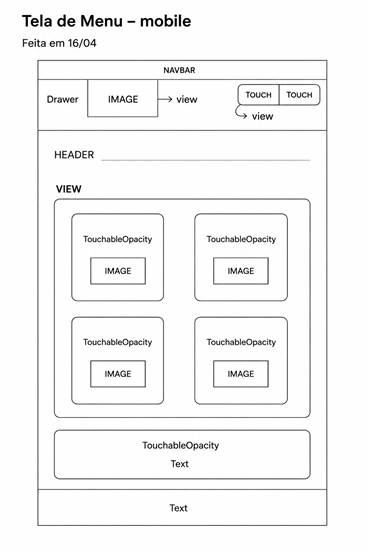 Tela de Menu – mobile
Feita em 16/04
NAVBAR
Drawer IMAGE view TOUCH TOUCH
view
HEADER
VIEW
TouchableOpacity TouchableOpacity
IMAGE IMAGE
TouchableOpacity TouchableOpacity
IMAGE IMAGE
TouchableOpacity
Text
Text